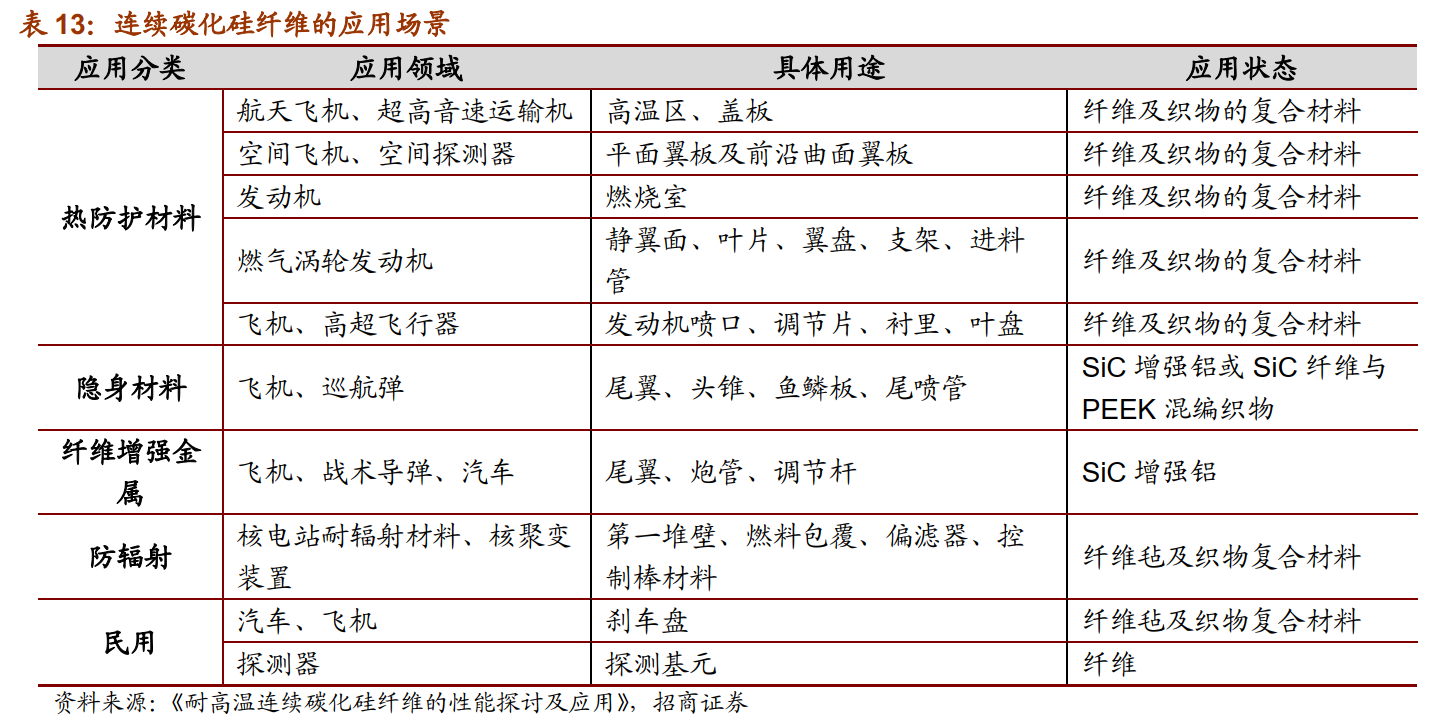 表 13：连续碳化硅纤维的应用场景
应用分类 应用领域 具体用途 应用状态
热防护材料
航天飞机、超高音速运输机 高温区、盖板 纤维及织物的复合材料
空间飞机、空间探测器 平面翼板及前沿曲面翼板 纤维及织物的复合材料
发动机 燃烧室 纤维及织物的复合材料
燃气涡轮发动机 静翼面、叶片、翼盘、支架、进料
管
纤维及织物的复合材料
飞机、高超飞行器 发动机喷口、调节片、衬里、叶盘 纤维及织物的复合材料
隐身材料 飞机、巡航弹 尾翼、头锥、鱼鳞板、尾喷管 SiC 增强铝或 SiC 纤维与
PEEK 混编织物
纤维增强金
属
飞机、战术导弹、汽车 尾翼、炮管、调节杆 SiC 增强铝
防辐射 核电站耐辐射材料、核聚变
装置
第一堆壁、燃料包覆、偏滤器、控
制棒材料
纤维毡及织物复合材料
民用
汽车、飞机 刹车盘 纤维毡及织物复合材料
探测器 探测基元 纤维
资料来源：《耐高温连续碳化硅纤维的性能探讨及应用》，招商证券